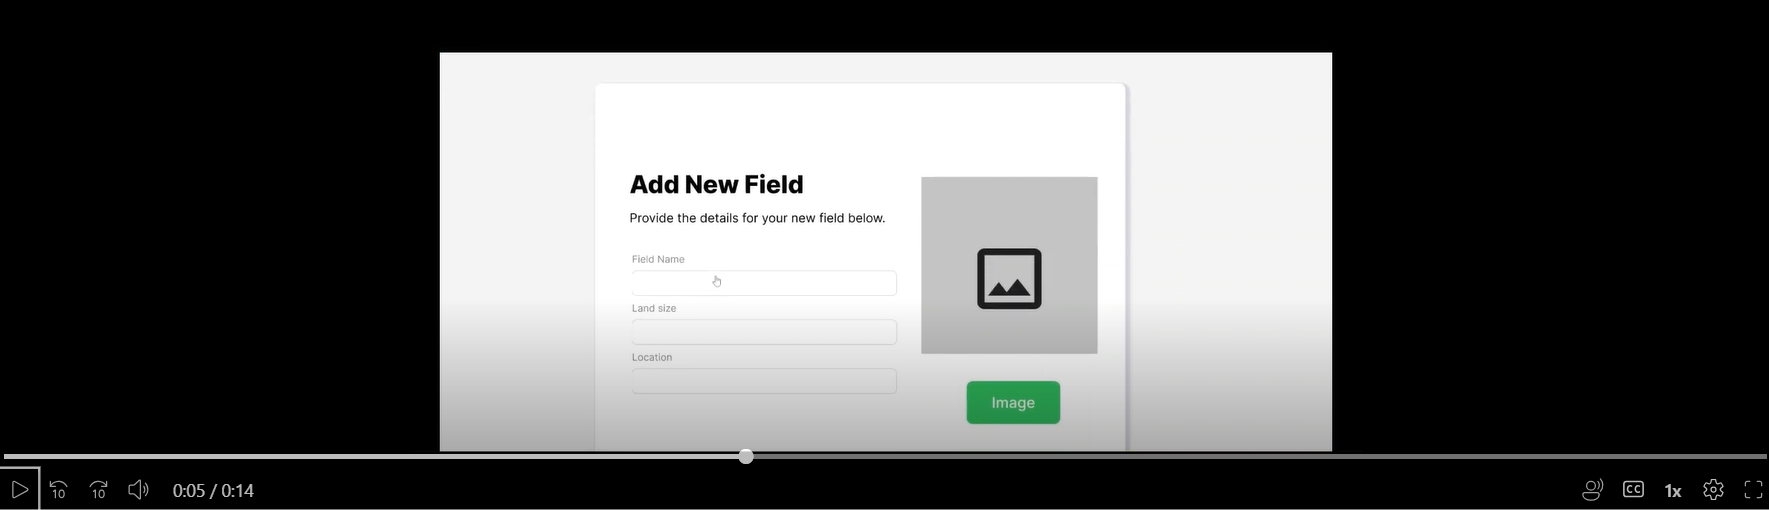 Add New Field
Provide the details for your new field below.
Field Name
Land size
Location
Image
10
10
0:05 / 0:14
CC
1x